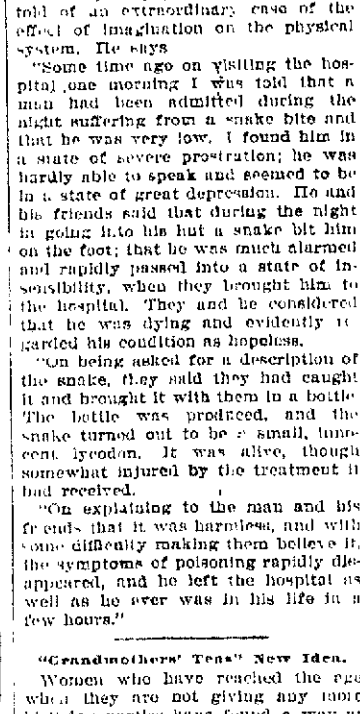 told of an extraordinary case of the
effect of imagination on the physical
system. He says
"Some time ago on visiting the hos-
pital one morning I was told that a
man had been admitted during the
night suffering from a snake bite and
that he was very low. I found him in
a state of severe prostration; he was
hardly able to speak and seemed to be
in a state of great depression. He and
his friends said that during the night
in going into his hut a snake bit him
on the foot; that he was much alarmed
and rapidly passed into a state of in-
sensibility, when they brought him to
the hospital. They and he considered
that he was dying and evidently re-
garded his condition as hopeless.
"On being asked for a description of
the snake, they said they had caught
it and brought it with them in a bottle
The bottle was produced, and the
snake turned out to be a small, inno-
cent lycodon. It was alive, though
somewhat injured by the treatment it
had received.
"On explaining to the man and his
friends that it was harmless, and with
some difficulty making them believe it,
the symptoms of poisoning rapidly dis-
appeared, and he left the hospital as
well as he ever was in his life in a
few hours."
"Grandmothers' Teas" New Idea.
Women who have reached the age
when they are not giving any more